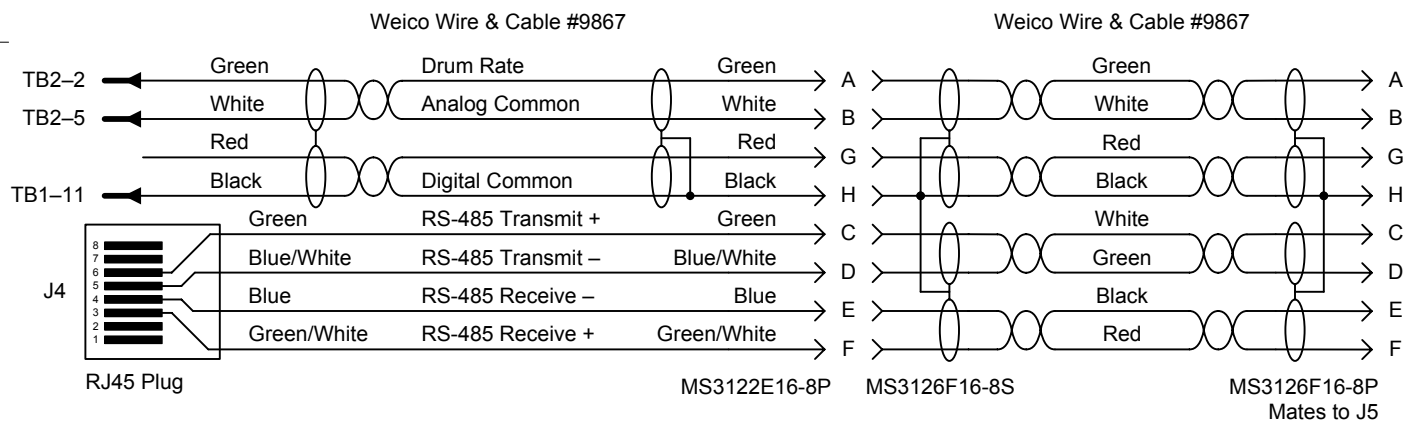 Weico Wire & Cable #9867 Weico Wire & Cable #9867
TB2–2 Green Drum Rate Green A Green A
TB2–5 White Analog Common White B White B
Red Red G Red G
TB1–11 Black Digital Common Black H Black H
Green RS-485 Transmit + Green C White C
Blue/White RS-485 Transmit – Blue/White D Green D
J4 Blue RS-485 Receive – Blue E Black E
Green/White RS-485 Receive + Green/White F Red F
8
7
6
5
4
3
2
1
RJ45 Plug MS3122E16-8P MS3126F16-8S MS3126F16-8P
Mates to J5